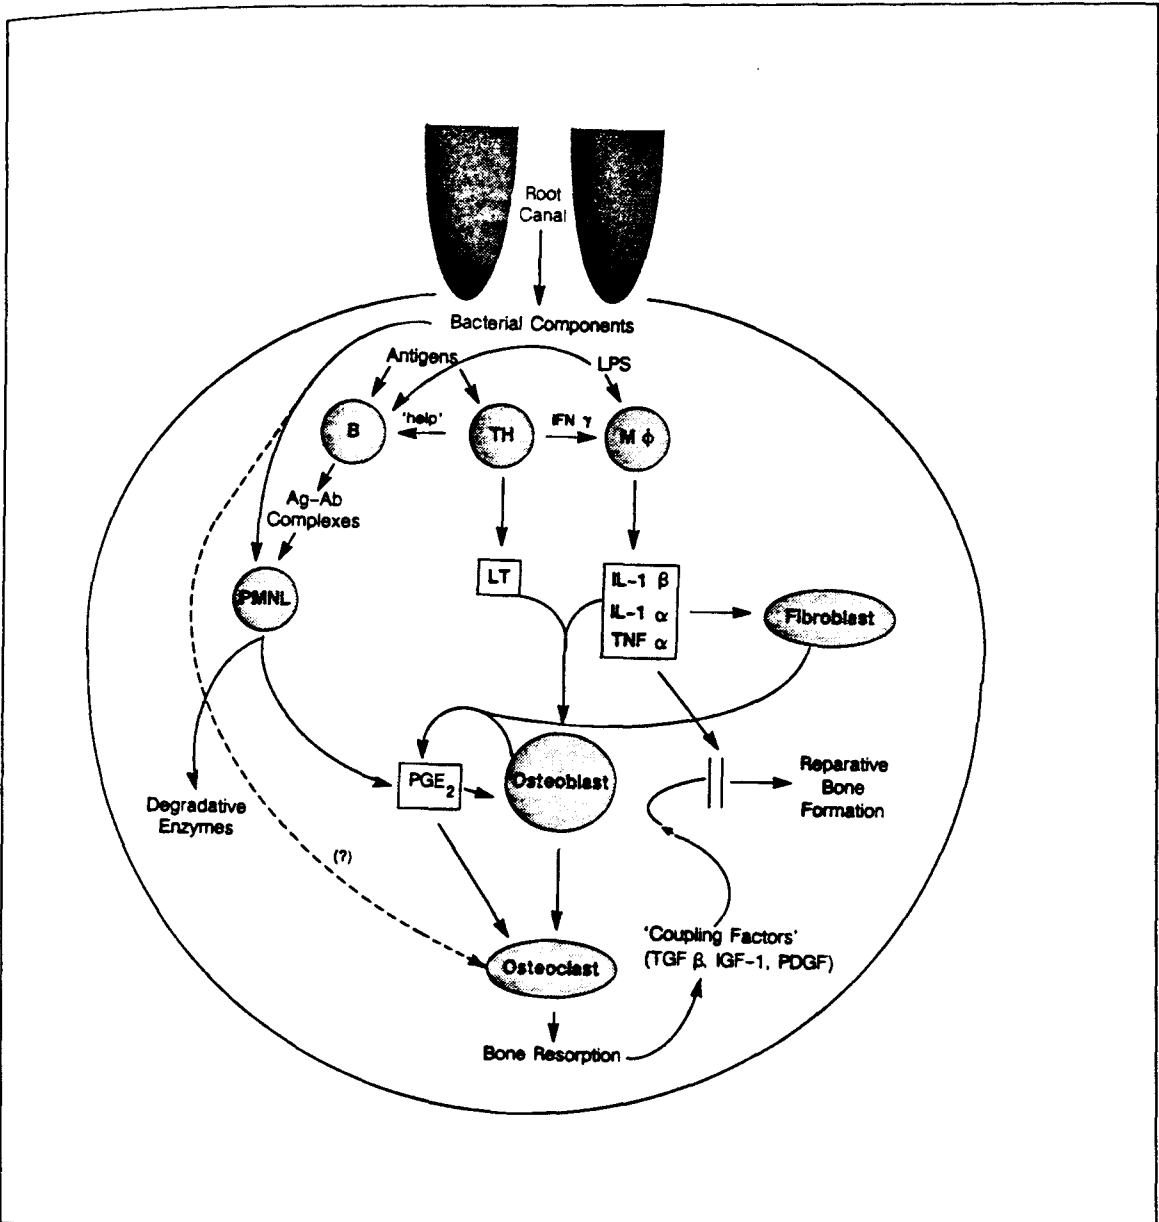 Root
Canal
Bacterial Components
Antigens
LPS
B
'help'
TH
IFN γ
M ϕ
Ag-Ab
Complexes
PMNL
LT
IL-1 β
IL-1 α
TNF α
Fibroblast
PGE₂
Osteoblast
Reparative
Bone
Formation
Degradative
Enzymes
(?)
'Coupling Factors'
(TGF β, IGF-1, PDGF)
Osteoclast
Bone Resorption